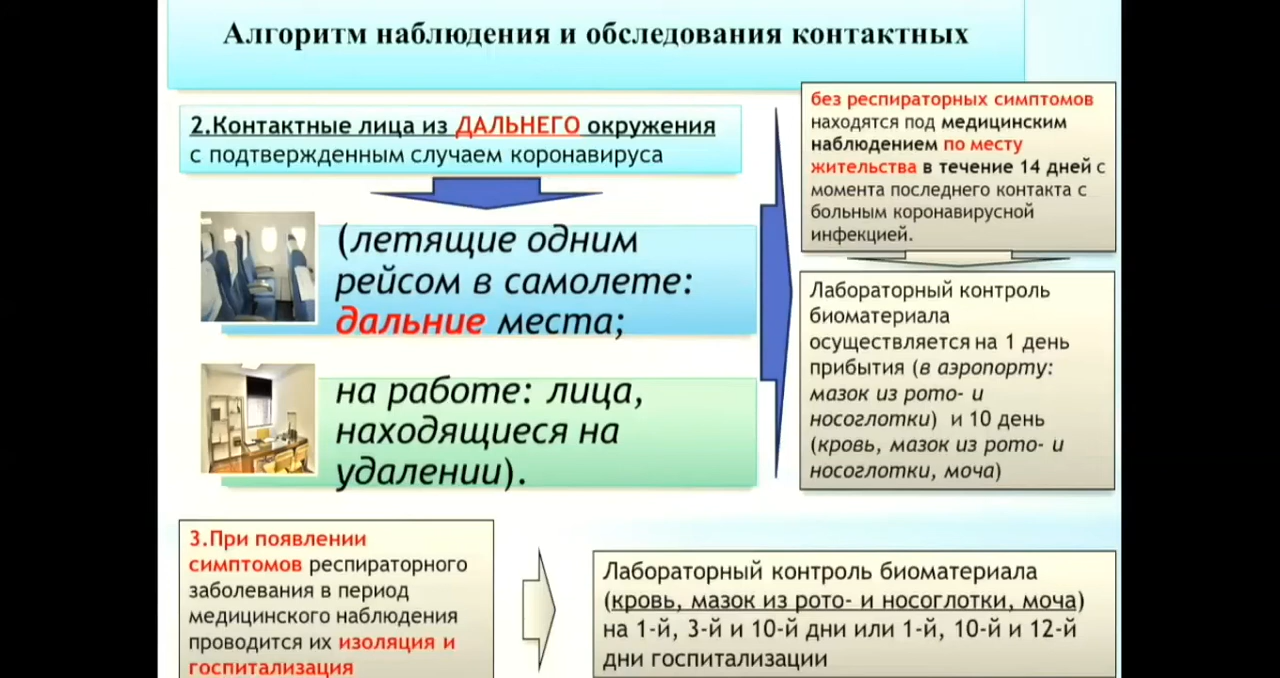 Алгоритм наблюдения и обследования контактных
2.Контактные лица из ДАЛЬНЕГО окружения
с подтвержденным случаем коронавируса
(летящие одним
рейсом в самолете:
дальние места;
на работе: лица,
находящиеся на
удалении).
без респираторных симптомов
находятся под медицинским
наблюдением по месту
жительства в течение 14 дней с
момента последнего контакта с
больным коронавирусной
инфекцией.
Лабораторный контроль
биоматериала
осуществляется на 1 день
прибытия (в аэропорту:
мазок из рото- и
носоглотки) и 10 день
(кровь, мазок из рото- и
носоглотки, моча)
3.При появлении
симптомов респираторного
заболевания в период
медицинского наблюдения
проводится их изоляция и
госпитализация
Лабораторный контроль биоматериала
(кровь, мазок из рото- и носоглотки, моча)
на 1-й, 3-й и 10-й дни или 1-й, 10-й и 12-й
дни госпитализации